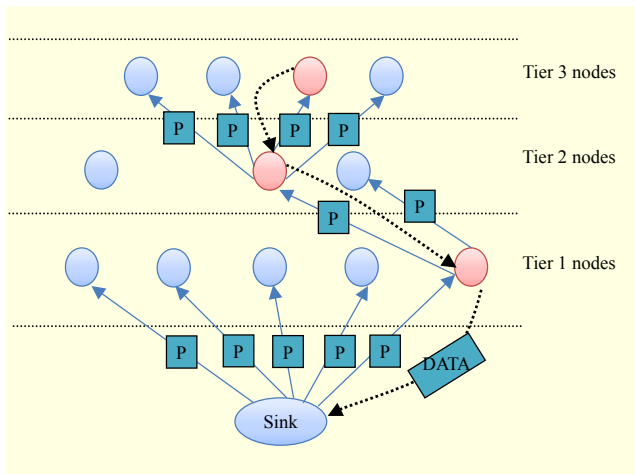 Tier 3 nodes
P P P P
Tier 2 nodes
P
P
Tier 1 nodes
P P P P P
DATA
Sink